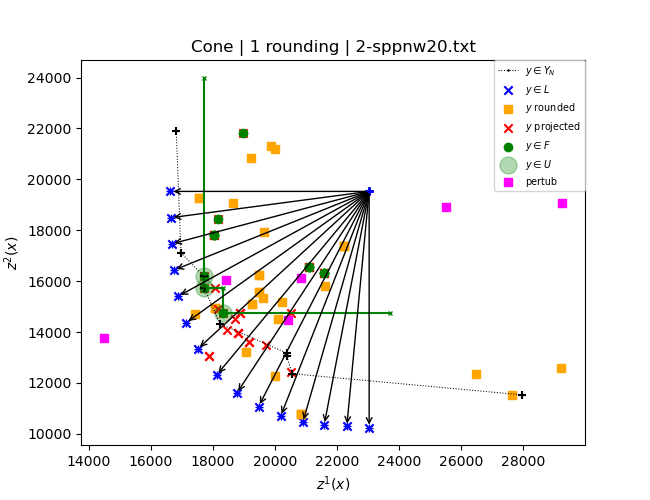 Cone | 1 rounding | 2-sppnw20.txt
y ∈ Y_N
y ∈ L
y rounded
y projected
y ∈ F
y ∈ U
pertub
24000
22000
20000
18000
16000
14000
12000
10000
z²(x)
14000 16000 18000 20000 22000 24000 26000 28000
z¹(x)